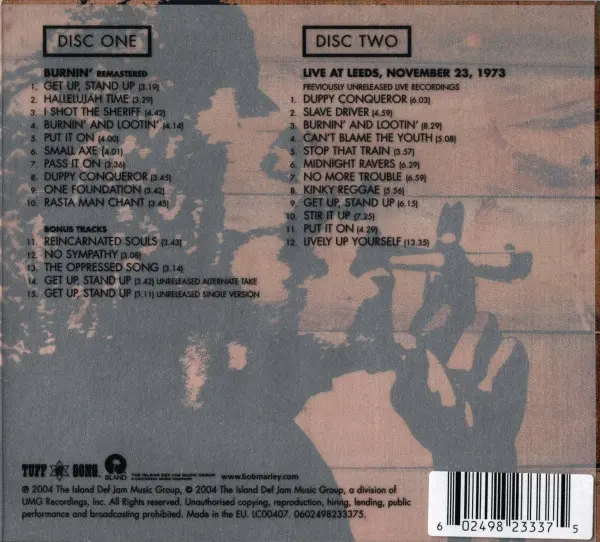 DISC ONE
BURNIN' REMASTERED
1. GET UP, STAND UP (3.19)
2. HALLELUJAH TIME (3.29)
3. I SHOT THE SHERIFF (4.42)
4. BURNIN' AND LOOTIN' (4.14)
5. PUT IT ON (4.00)
6. SMALL AXE (4.01)
7. PASS IT ON (3.36)
8. DUPPY CONQUEROR (3.45)
9. ONE FOUNDATION (3.42)
10. RASTA MAN CHANT (3.45)
BONUS TRACKS
11. REINCARNATED SOULS (3.43)
12. NO SYMPATHY (3.08)
13. THE OPPRESSED SONG (3.14)
14. GET UP, STAND UP (3.42) UNRELEASED ALTERNATE TAKE
15. GET UP, STAND UP (3.11) UNRELEASED SINGLE VERSION
DISC TWO
LIVE AT LEEDS, NOVEMBER 23, 1973
PREVIOUSLY UNRELEASED LIVE RECORDINGS
1. DUPPY CONQUEROR (6.03)
2. SLAVE DRIVER (4.59)
3. BURNIN' AND LOOTIN' (8.29)
4. CAN'T BLAME THE YOUTH (5.08)
5. STOP THAT TRAIN (3.57)
6. MIDNIGHT RAVERS (6.29)
7. NO MORE TROUBLE (6.59)
8. KINKY REGGAE (5.56)
9. GET UP, STAND UP (6.15)
10. STIR IT UP (7.25)
11. PUT IT ON (4.29)
12. LIVELY UP YOURSELF (13.35)
TUFF GONG ISLAND THE ISLAND DEF JAM MUSIC GROUP www.bobmarley.com
A UNIVERSAL MUSIC COMPANY
℗ 2004 The Island Def Jam Music Group, © 2004 The Island Def Jam Music Group, a division of
UMG Recordings, Inc. All Rights reserved. Unauthorised copying, reproduction, hiring, lending, public
performance and broadcasting prohibited. Made in the EU. LC00407. 0602498233375.
6 02498 23337 5